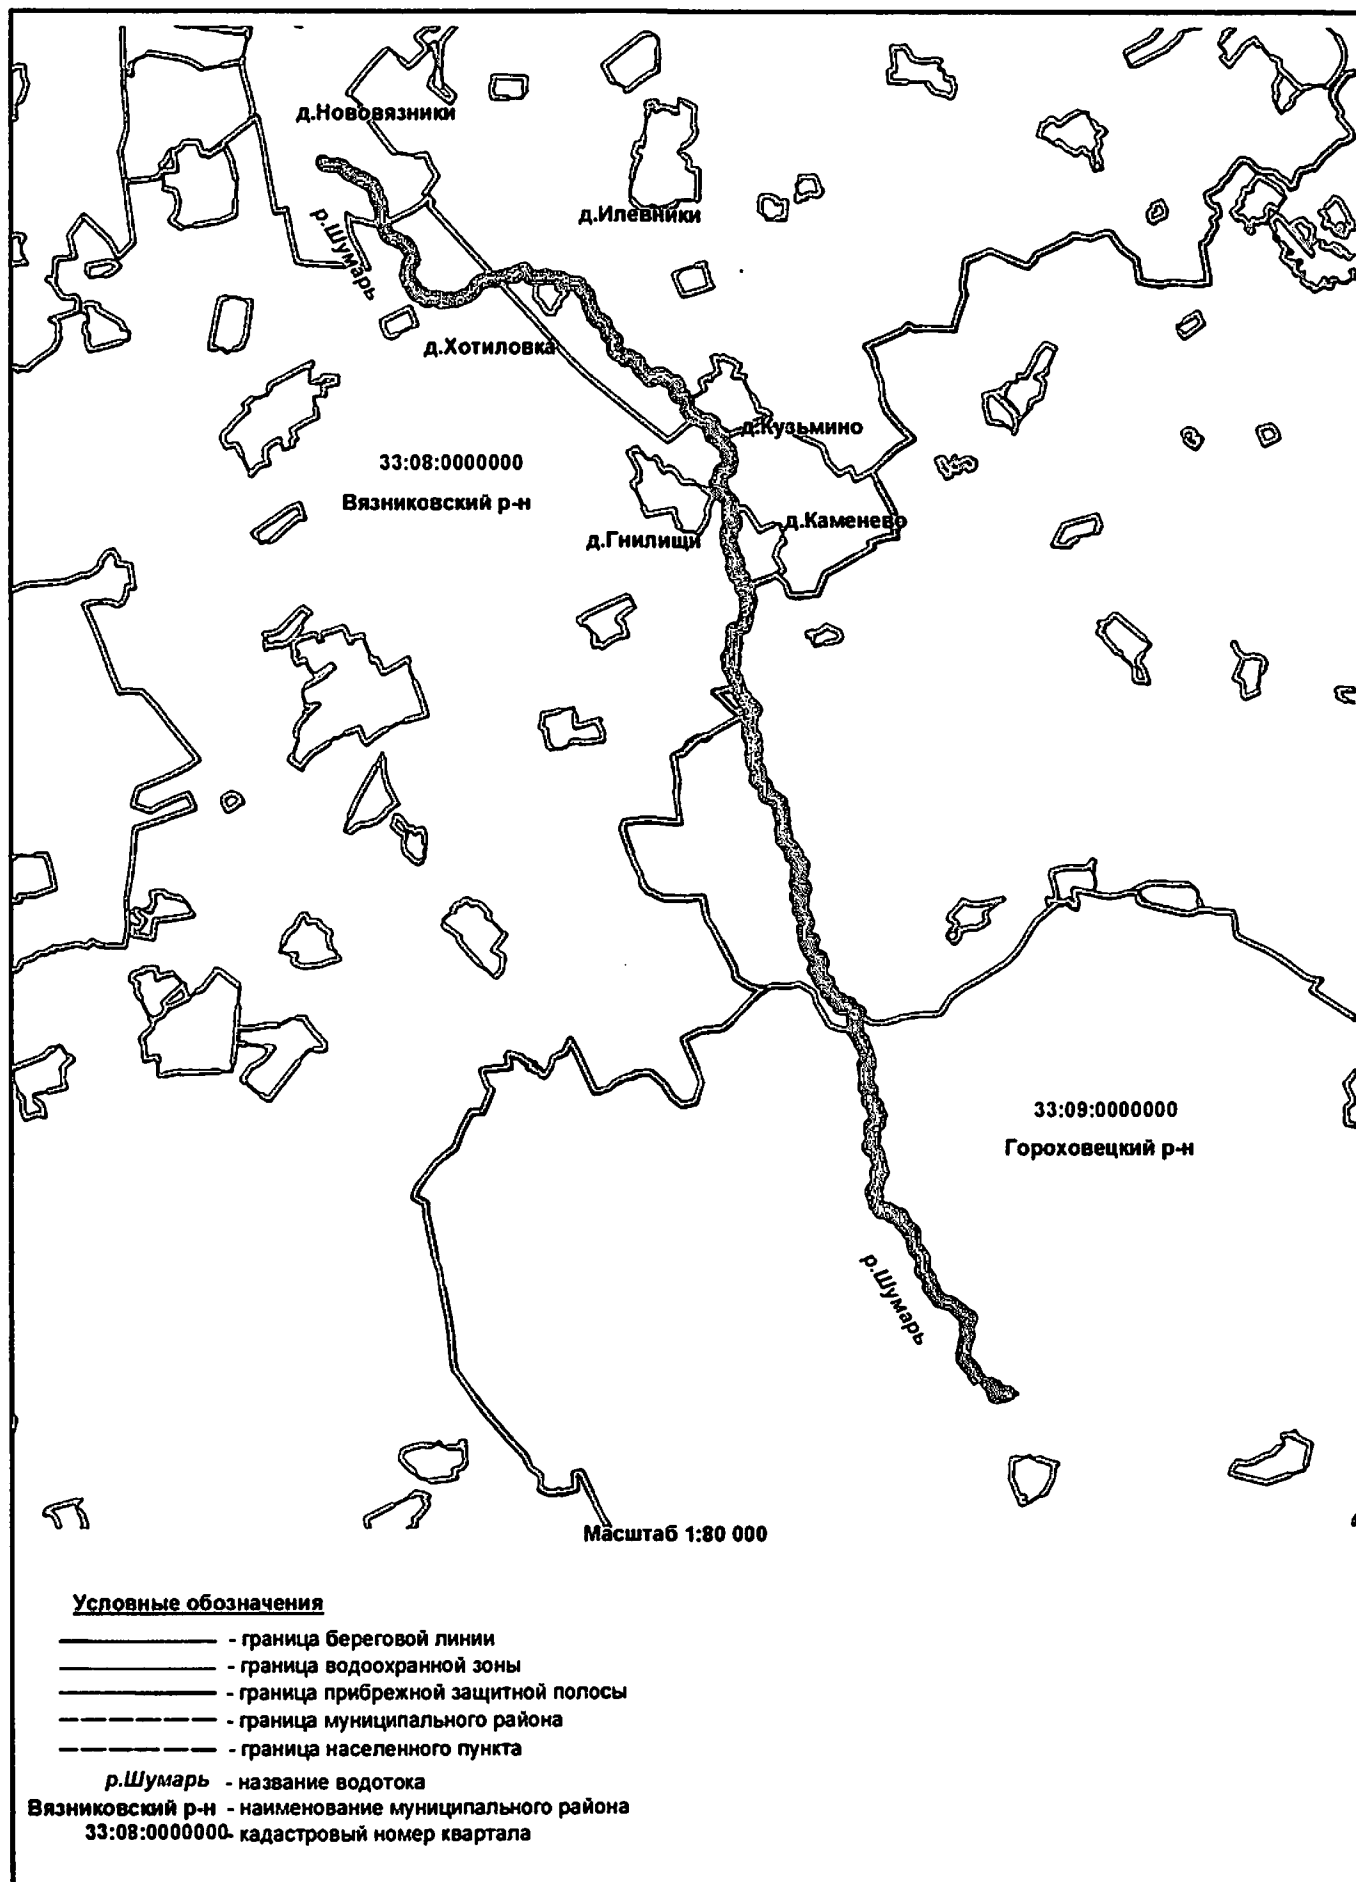 д.Нововязники
р.Шумарь
д.Илевники
д.Хотиловка
д.Кузьмино
33:08:0000000
Вязниковский р-н
д.Каменево
д.Гнилищи
33:09:0000000
Гороховецкий р-н
р.Шумарь
Масштаб 1:80 000
Условные обозначения
- граница береговой линии
- граница водоохранной зоны
- граница прибрежной защитной полосы
- граница муниципального района
- граница населенного пункта
р.Шумарь - название водотока
Вязниковский р-н - наименование муниципального района
33:08:0000000- кадастровый номер квартала